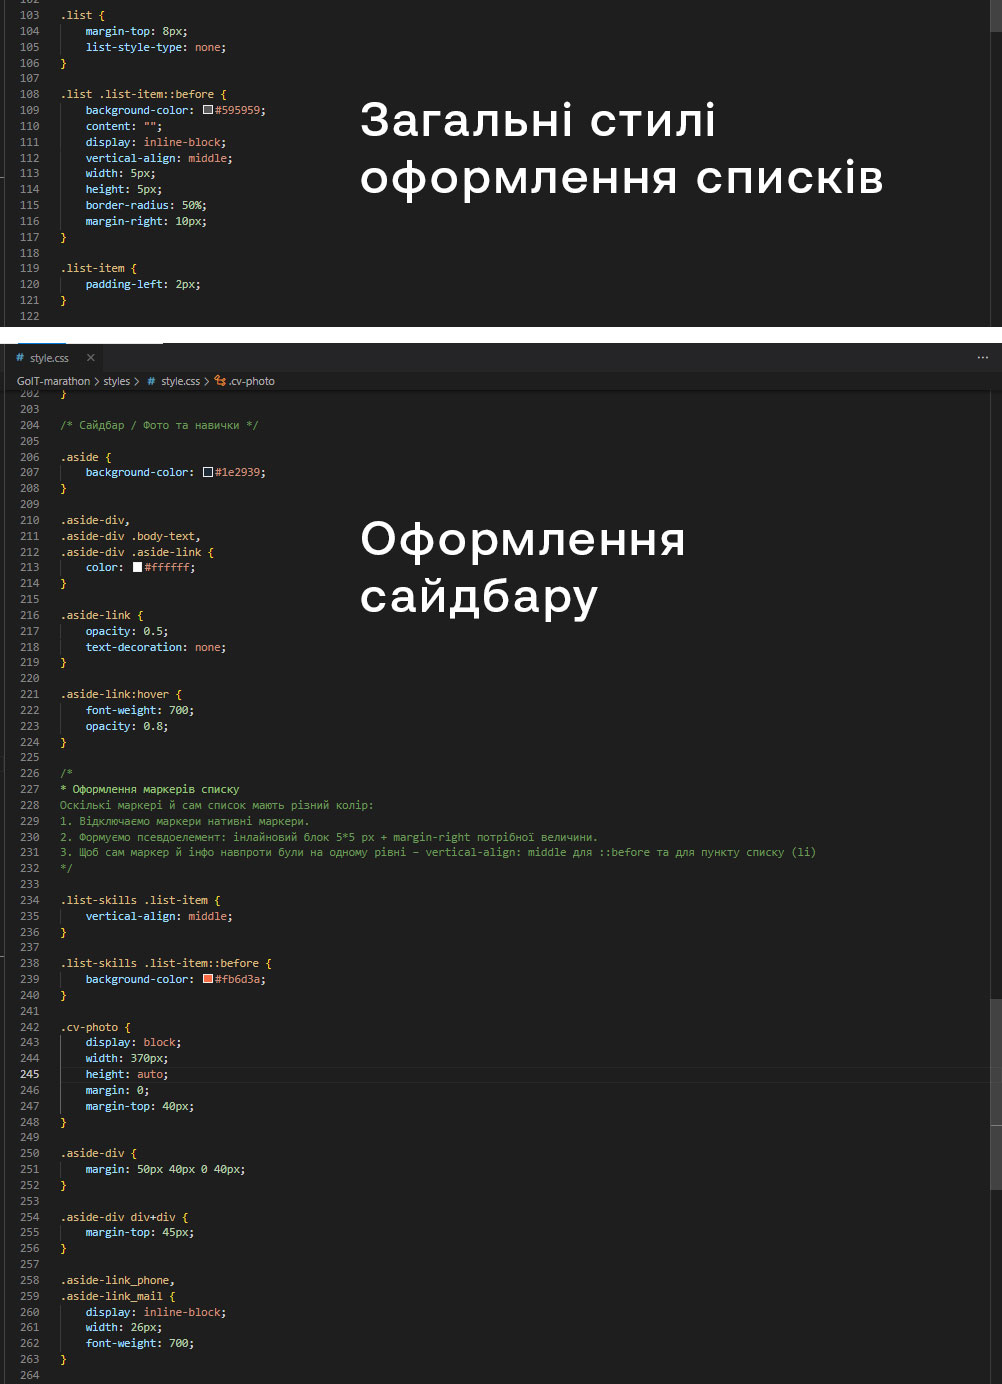 102
103 .list {
104 margin-top: 8px;
105 list-style-type: none;
106 }
107
108 .list .list-item::before {
109 background-color: #595959;
110 content: "";
111 display: inline-block;
112 vertical-align: middle;
113 width: 5px;
114 height: 5px;
115 border-radius: 50%;
116 margin-right: 10px;
117 }
118
119 .list-item {
120 padding-left: 2px;
121 }
122
Загальні стилі
оформлення списків
# style.css ×
...
GoIT-marathon > styles > # style.css > .cv-photo
202 }
203
204 /* Сайдбар / Фото та навички */
205
206 .aside {
207 background-color: #1e2939;
208 }
209
210 .aside-div,
211 .aside-div .body-text,
212 .aside-div .aside-link {
213 color: #ffffff;
214 }
215
216 .aside-link {
217 opacity: 0.5;
218 text-decoration: none;
219 }
220
221 .aside-link:hover {
222 font-weight: 700;
223 opacity: 0.8;
224 }
225
226 /*
227 * Оформлення маркерів списку
228 Оскількі маркері й сам список мають різний колір:
229 1. Відключаємо маркери нативні маркери.
230 2. Формуємо псевдоелемент: інлайновий блок 5*5 px + margin-right потрібної величини.
231 3. Щоб сам маркер й інфо навпроти були на одному рівні – vertical-align: middle для ::before та для пункту списку (li)
232 */
233
234 .list-skills .list-item {
235 vertical-align: middle;
236 }
237
238 .list-skills .list-item::before {
239 background-color: #fb6d3a;
240 }
241
242 .cv-photo {
243 display: block;
244 width: 370px;
245 height: auto;
246 margin: 0;
247 margin-top: 40px;
248 }
249
250 .aside-div {
251 margin: 50px 40px 0 40px;
252 }
253
254 .aside-div div+div {
255 margin-top: 45px;
256 }
257
258 .aside-link_phone,
259 .aside-link_mail {
260 display: inline-block;
261 width: 26px;
262 font-weight: 700;
263 }
264
Оформлення
сайдбару